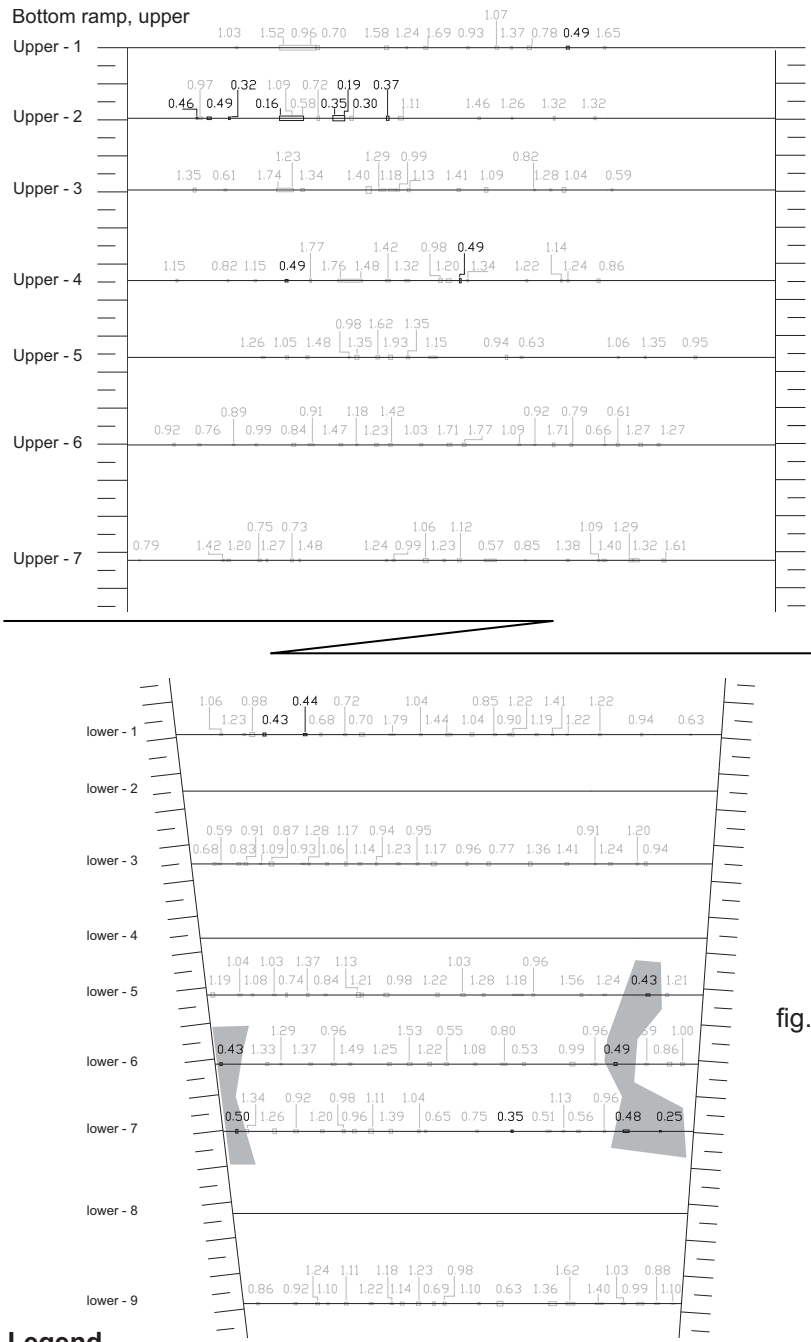 Bottom ramp, upper
1.07
1.03 1.52 0.96 0.70 1.58 1.24 1.69 0.93 1.37 0.78 0.49 1.65
Upper - 1
0.97 0.32 1.09 0.72 0.19 0.37
0.46 0.49 0.16 0.58 0.35 0.30 1.11 1.46 1.26 1.32 1.32
Upper - 2
1.23 1.29 0.99 0.82
1.35 0.61 1.74 1.34 1.40 1.18 1.13 1.41 1.09 1.28 1.04 0.59
Upper - 3
1.77 1.42 0.98 0.49 1.14
1.15 0.82 1.15 0.49 1.76 1.48 1.32 1.20 1.34 1.22 1.24 0.86
Upper - 4
0.98 1.62 1.35
1.26 1.05 1.48 1.35 1.93 1.15 0.94 0.63 1.06 1.35 0.95
Upper - 5
0.89 0.91 1.18 1.42 0.92 0.79 0.61
0.92 0.76 0.99 0.84 1.47 1.23 1.03 1.71 1.77 1.09 1.71 0.66 1.27 1.27
Upper - 6
0.75 0.73 1.06 1.12 1.09 1.29
0.79 1.42 1.20 1.27 1.48 1.24 0.99 1.23 0.57 0.85 1.38 1.40 1.32 1.61
Upper - 7
1.06 0.88 0.44 0.72 1.04 0.85 1.22 1.41 1.22
1.23 0.43 0.68 0.70 1.79 1.44 1.04 0.90 1.19 1.22 0.94 0.63
lower - 1
lower - 2
0.59 0.91 0.87 1.28 1.17 0.94 0.95 0.91 1.20
0.68 0.83 1.09 0.93 1.06 1.14 1.23 1.17 0.96 0.77 1.36 1.41 1.24 0.94
lower - 3
lower - 4
1.04 1.03 1.37 1.13 1.03 0.96
1.19 1.08 0.74 0.84 1.21 0.98 1.22 1.28 1.18 1.56 1.24 0.43 1.21
lower - 5
fig.
1.29 0.96 1.53 0.55 0.80 0.96 1.00
0.43 1.33 1.37 1.49 1.25 1.22 1.08 0.53 0.99 0.49 0.86
lower - 6
1.34 0.92 0.98 1.11 1.04 1.13 0.96
0.50 1.26 1.20 0.96 1.39 0.65 0.75 0.35 0.51 0.56 0.48 0.25
lower - 7
lower - 8
1.24 1.11 1.18 1.23 0.98 1.62 1.03 0.88
0.86 0.92 1.10 1.22 1.14 0.69 1.10 0.63 1.36 1.40 0.99 1.10
lower - 9
Legend